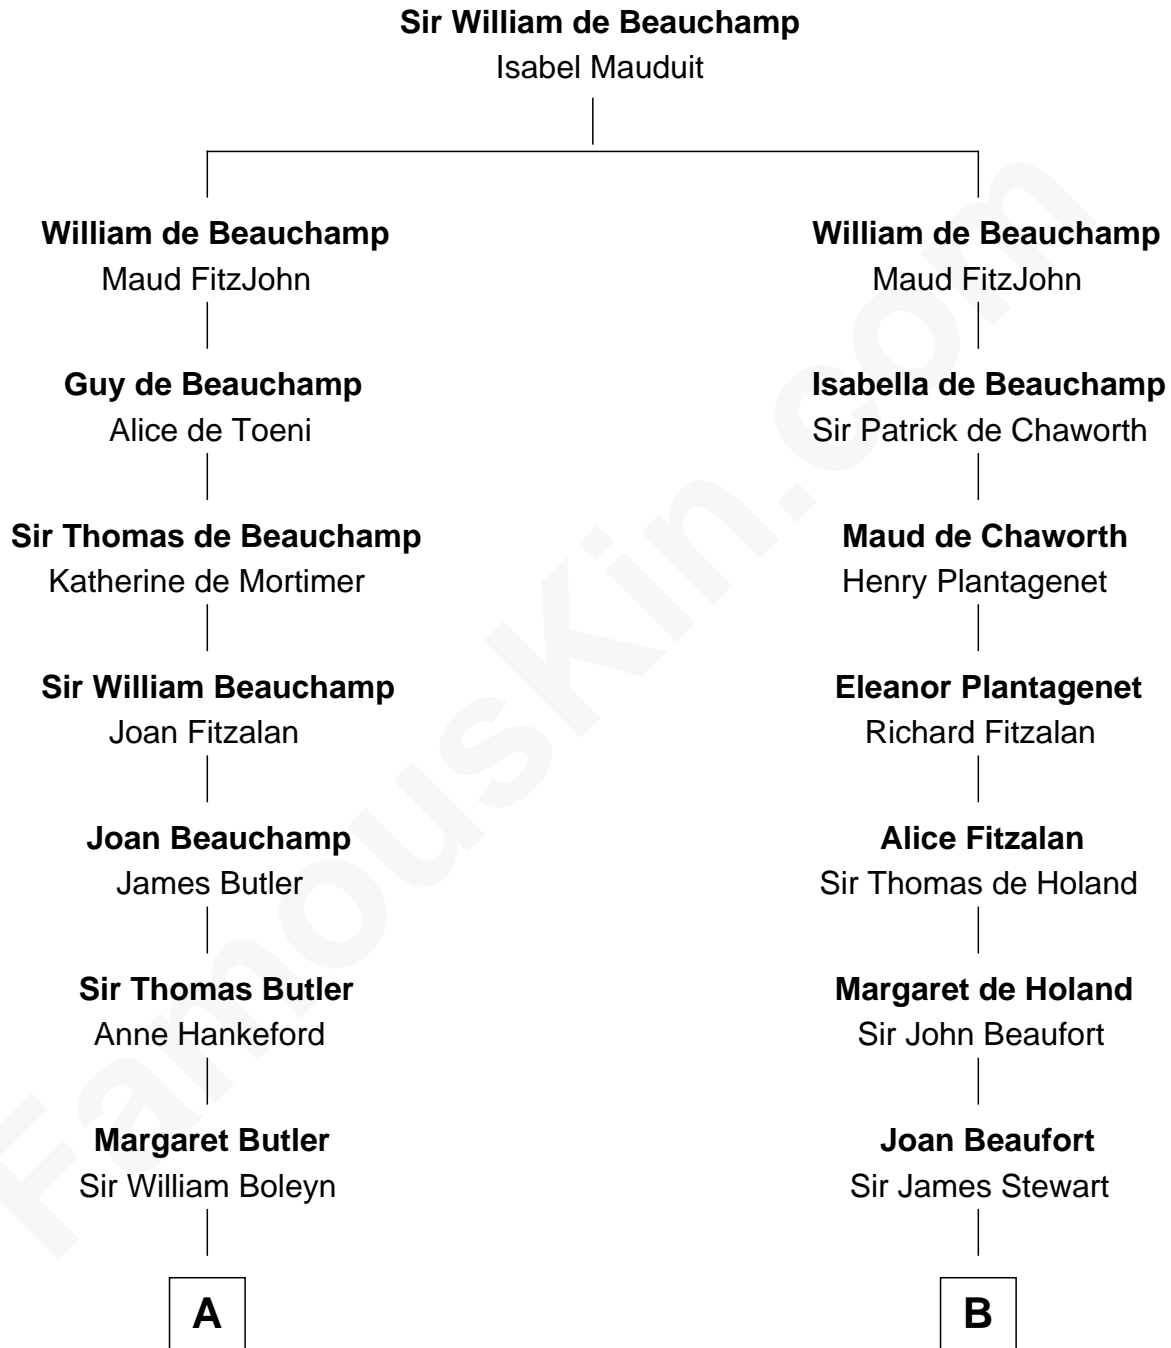 Sir William de Beauchamp
Isabel Mauduit
William de Beauchamp
Maud FitzJohn
Guy de Beauchamp
Alice de Toeni
Sir Thomas de Beauchamp
Katherine de Mortimer
Sir William Beauchamp
Joan Fitzalan
Joan Beauchamp
James Butler
Sir Thomas Butler
Anne Hankeford
Margaret Butler
Sir William Boleyn
A
William de Beauchamp
Maud FitzJohn
Isabella de Beauchamp
Sir Patrick de Chaworth
Maud de Chaworth
Henry Plantagenet
Eleanor Plantagenet
Richard Fitzalan
Alice Fitzalan
Sir Thomas de Holand
Margaret de Holand
Sir John Beaufort
Joan Beaufort
Sir James Stewart
B
FamousKin.com